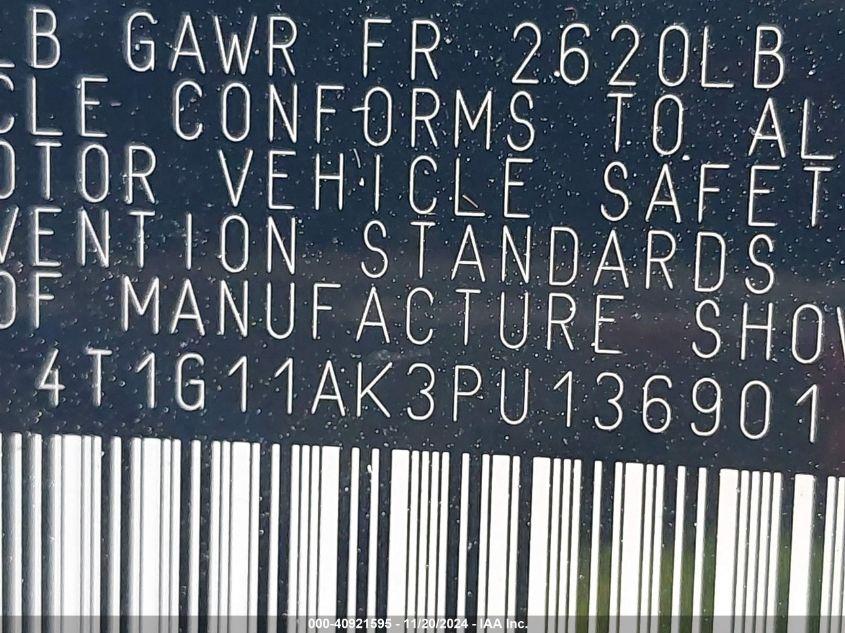 LB GAWR FR 2620LB
CLE CONFORMS TO AL
OTOR VEHICLE SAFET
VENTION STANDARDS
OF MANUFACTURE SHOW
4T1G11AK3PU136901
000-40921595 - 11/20/2024 - IAA Inc.